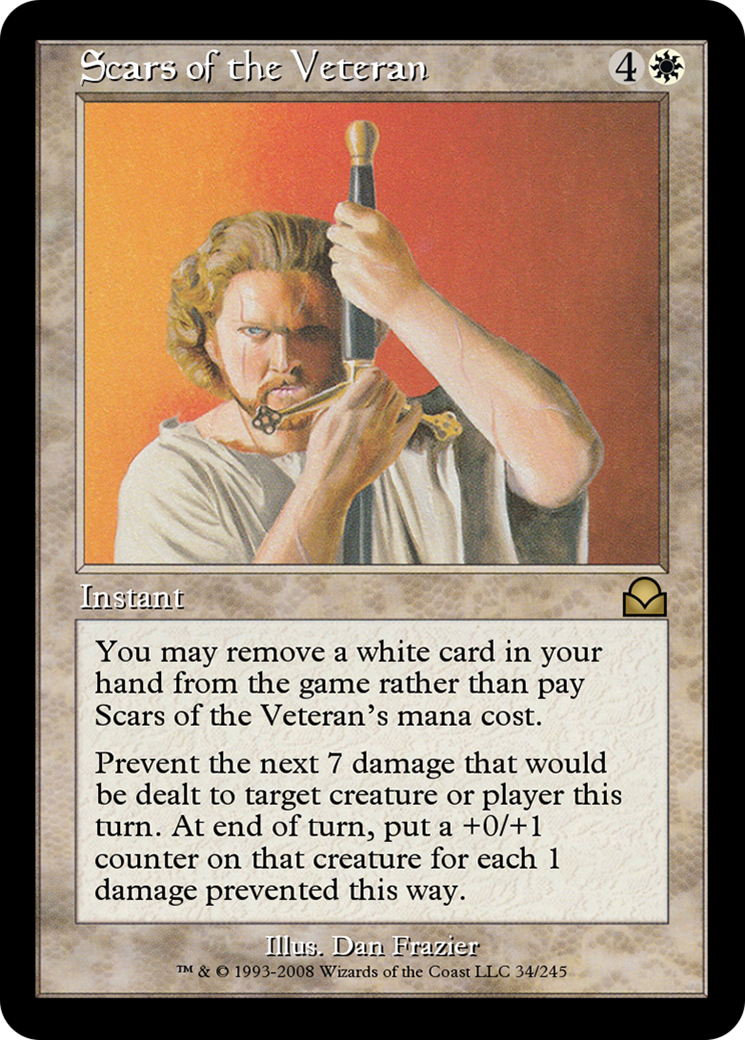 Scars of the Veteran 4
Instant
You may remove a white card in your
hand from the game rather than pay
Scars of the Veteran's mana cost.
Prevent the next 7 damage that would
be dealt to target creature or player this
turn. At end of turn, put a +0/+1
counter on that creature for each 1
damage prevented this way.
Illus. Dan Frazier
™ & © 1993-2008 Wizards of the Coast LLC 34/245